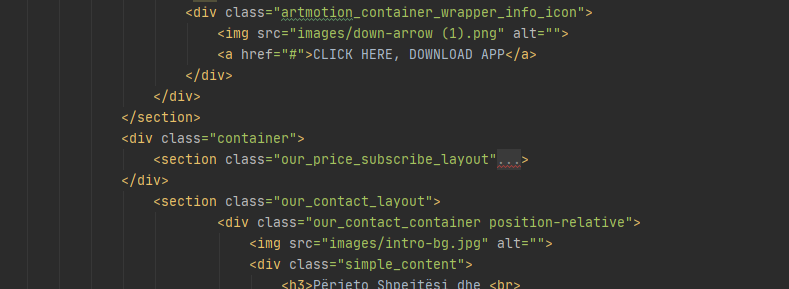 <div class="artmotion_container_wrapper_info_icon">
<img src="images/down-arrow (1).png" alt="">
<a href="#">CLICK HERE, DOWNLOAD APP</a>
</div>
</div>
</section>
<div class="container">
<section class="our_price_subscribe_layout"...>
</div>
<section class="our_contact_layout">
<div class="our_contact_container position-relative">
<img src="images/intro-bg.jpg" alt="">
<div class="simple_content">
<h3>Përjeto Shpejtësi dhe <br>